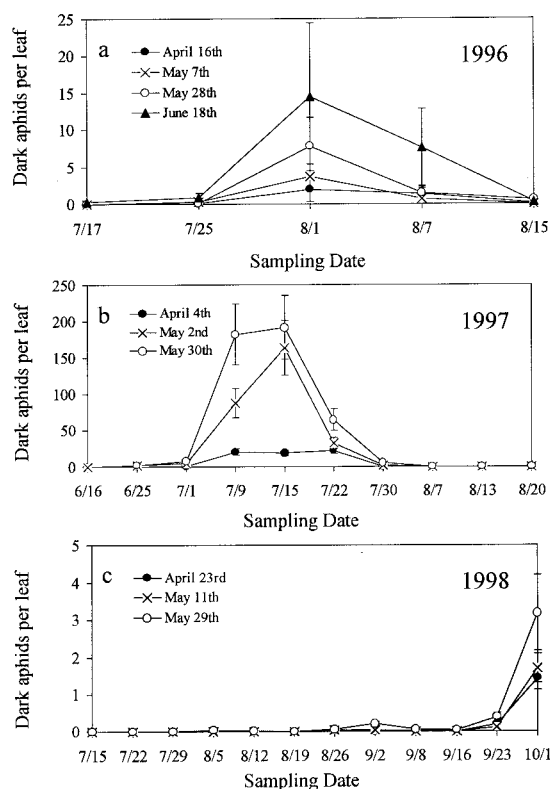 a
1996
April 16th
May 7th
May 28th
June 18th
Dark aphids per leaf
25
20
15
10
5
0
7/17 7/25 8/1 8/7 8/15
Sampling Date
b
1997
April 4th
May 2nd
May 30th
Dark aphids per leaf
250
200
150
100
50
0
6/16 6/25 7/1 7/9 7/15 7/22 7/30 8/7 8/13 8/20
Sampling Date
c
1998
April 23rd
May 11th
May 29th
Dark aphids per leaf
5
4
3
2
1
0
7/15 7/22 7/29 8/5 8/12 8/19 8/26 9/2 9/8 9/16 9/23 10/1
Sampling Date